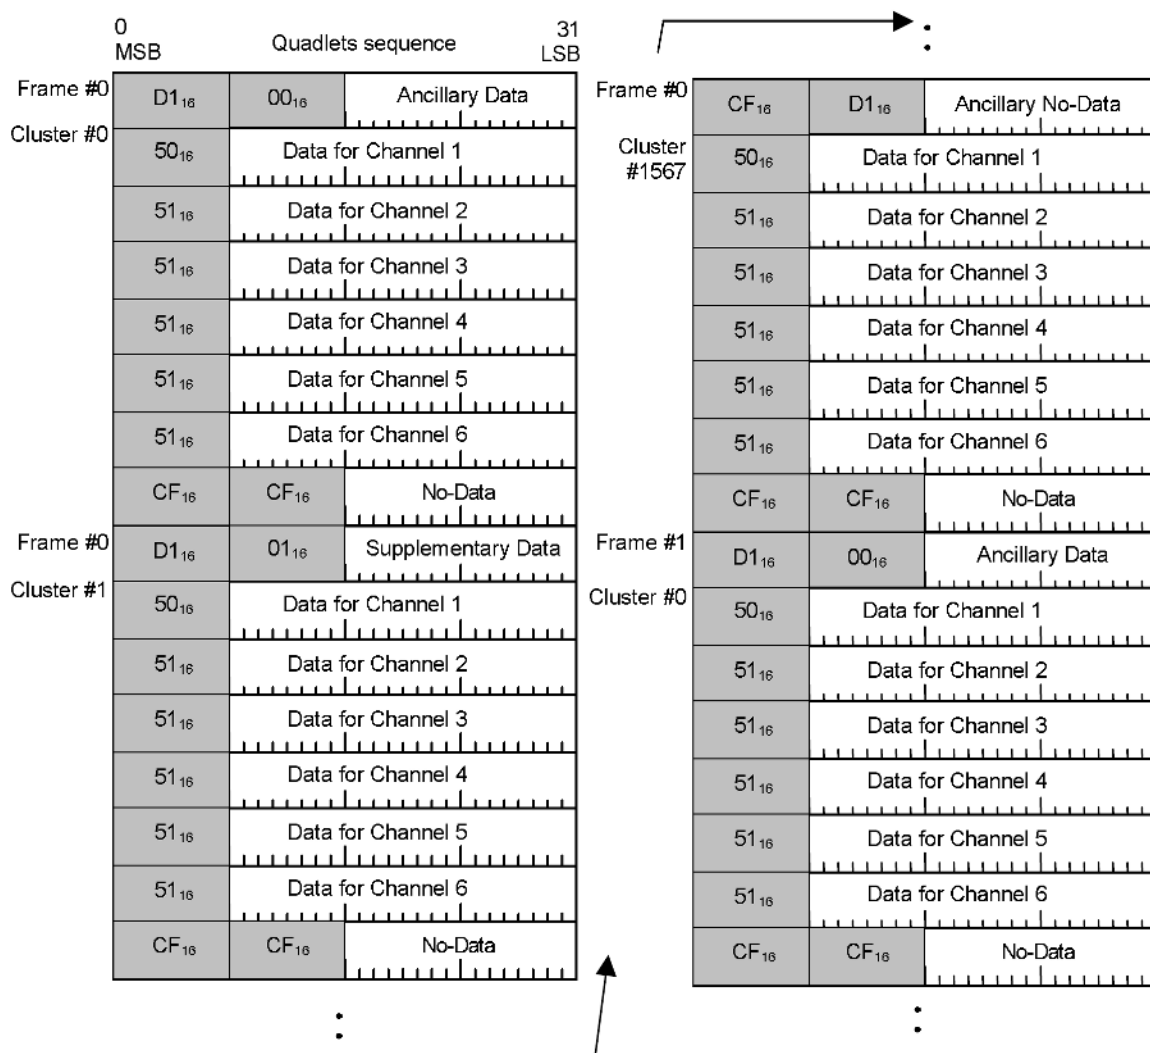 0 31
MSB Quadlets sequence LSB
Frame #0 D1₁₆ 00₁₆ Ancillary Data
Cluster #0
50₁₆ Data for Channel 1
51₁₆ Data for Channel 2
51₁₆ Data for Channel 3
51₁₆ Data for Channel 4
51₁₆ Data for Channel 5
51₁₆ Data for Channel 6
CF₁₆ CF₁₆ No-Data
Frame #0 D1₁₆ 01₁₆ Supplementary Data
Cluster #1
50₁₆ Data for Channel 1
51₁₆ Data for Channel 2
51₁₆ Data for Channel 3
51₁₆ Data for Channel 4
51₁₆ Data for Channel 5
51₁₆ Data for Channel 6
CF₁₆ CF₁₆ No-Data
:
:
Frame #0 CF₁₆ D1₁₆ Ancillary No-Data
Cluster
#1567
50₁₆ Data for Channel 1
51₁₆ Data for Channel 2
51₁₆ Data for Channel 3
51₁₆ Data for Channel 4
51₁₆ Data for Channel 5
51₁₆ Data for Channel 6
CF₁₆ CF₁₆ No-Data
Frame #1 D1₁₆ 00₁₆ Ancillary Data
Cluster #0
50₁₆ Data for Channel 1
51₁₆ Data for Channel 2
51₁₆ Data for Channel 3
51₁₆ Data for Channel 4
51₁₆ Data for Channel 5
51₁₆ Data for Channel 6
CF₁₆ CF₁₆ No-Data
: